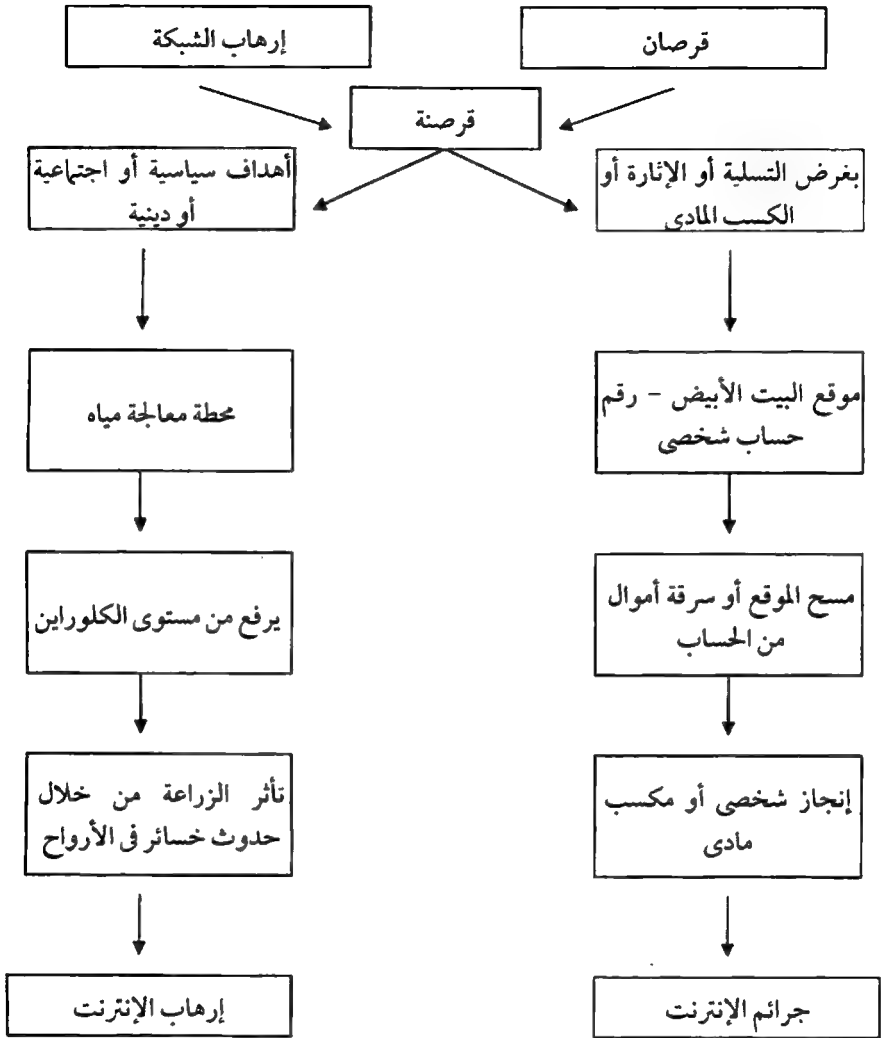 قرصان
إرهاب الشبكة
قرصنة
بغرض التسلية أو الإثارة أو
الكسب المادى
أهداف سياسية أو اجتماعية
أو دينية
موقع البيت الأبيض – رقم
حساب شخصى
محطة معالجة مياه
مسح الموقع أو سرقة أموال
من الحساب
يرفع من مستوى الكلوراين
إنجاز شخصى أو مكسب
مادى
تأثر الزراعة من خلال
حدوث خسائر فى الأرواح
جرائم الإنترنت
إرهاب الإنترنت